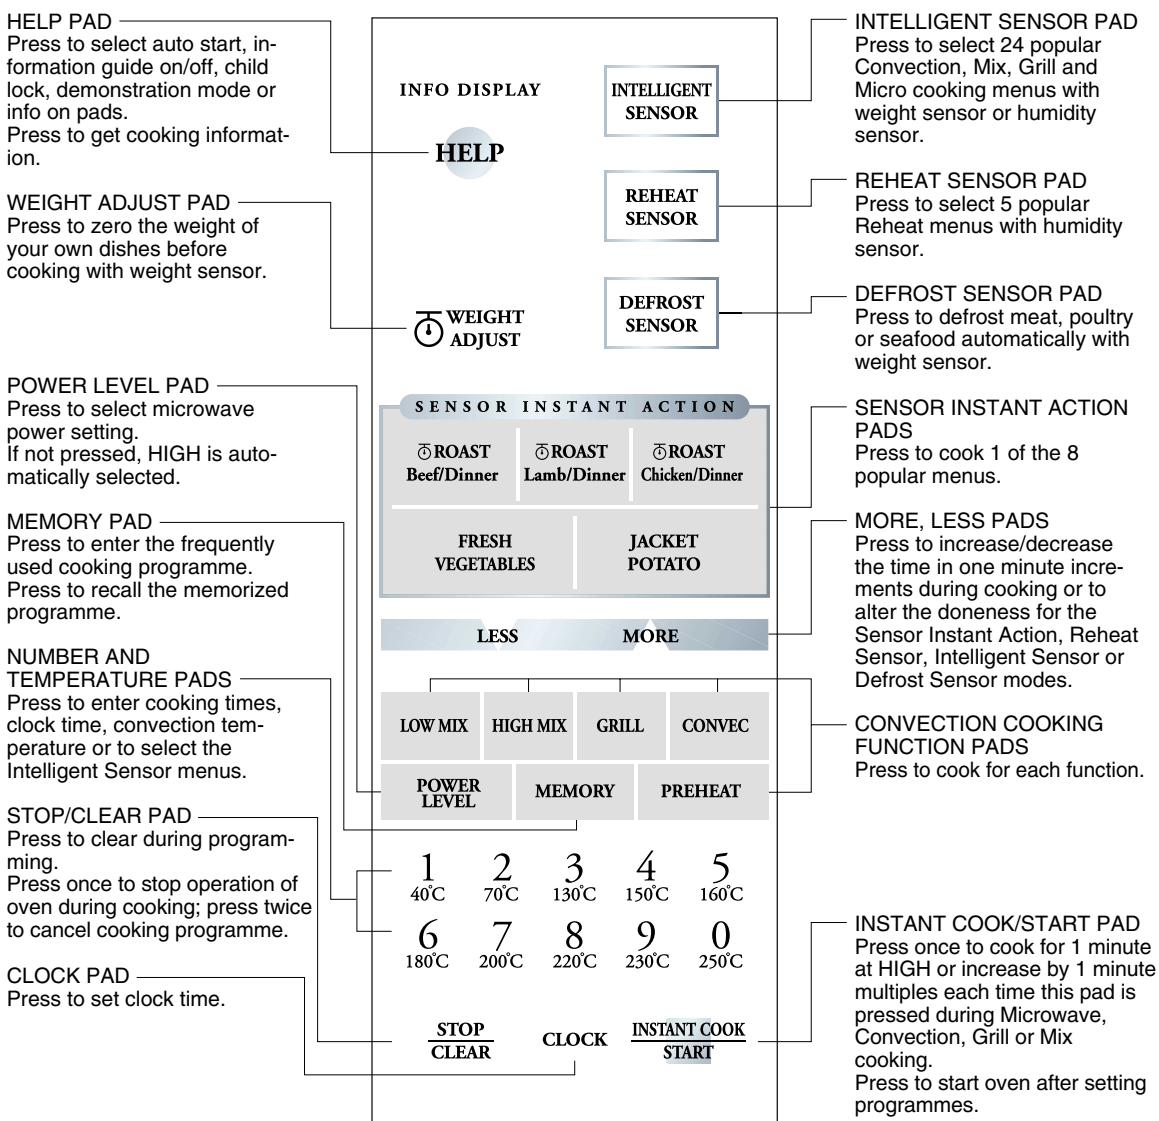 HELP PAD
Press to select auto start, in-
formation guide on/off, child
lock, demonstration mode or
info on pads.
Press to get cooking informat-
ion.
WEIGHT ADJUST PAD
Press to zero the weight of
your own dishes before
cooking with weight sensor.
POWER LEVEL PAD
Press to select microwave
power setting.
If not pressed, HIGH is auto-
matically selected.
MEMORY PAD
Press to enter the frequently
used cooking programme.
Press to recall the memorized
programme.
NUMBER AND
TEMPERATURE PADS
Press to enter cooking times,
clock time, convection tem-
perature or to select the
Intelligent Sensor menus.
STOP/CLEAR PAD
Press to clear during program-
ming.
Press once to stop operation of
oven during cooking; press twice
to cancel cooking programme.
CLOCK PAD
Press to set clock time.
INFO DISPLAY
HELP
INTELLIGENT
SENSOR
REHEAT
SENSOR
WEIGHT
ADJUST
DEFROST
SENSOR
SENSOR INSTANT ACTION
ROAST
Beef/Dinner
ROAST
Lamb/Dinner
ROAST
Chicken/Dinner
FRESH
VEGETABLES
JACKET
POTATO
LESS MORE
LOW MIX HIGH MIX GRILL CONVEC
POWER
LEVEL
MEMORY
PREHEAT
1 2 3 4 5
40°C 70°C 130°C 150°C 160°C
6 7 8 9 0
180°C 200°C 220°C 230°C 250°C
STOP
CLEAR
CLOCK
INSTANT COOK
START
INTELLIGENT SENSOR PAD
Press to select 24 popular
Convection, Mix, Grill and
Micro cooking menus with
weight sensor or humidity
sensor.
REHEAT SENSOR PAD
Press to select 5 popular
Reheat menus with humidity
sensor.
DEFROST SENSOR PAD
Press to defrost meat, poultry
or seafood automatically with
weight sensor.
SENSOR INSTANT ACTION
PADS
Press to cook 1 of the 8
popular menus.
MORE, LESS PADS
Press to increase/decrease
the time in one minute incre-
ments during cooking or to
alter the doneness for the
Sensor Instant Action, Reheat
Sensor, Intelligent Sensor or
Defrost Sensor modes.
CONVECTION COOKING
FUNCTION PADS
Press to cook for each function.
INSTANT COOK/START PAD
Press once to cook for 1 minute
at HIGH or increase by 1 minute
multiples each time this pad is
pressed during Microwave,
Convection, Grill or Mix
cooking.
Press to start oven after setting
programmes.